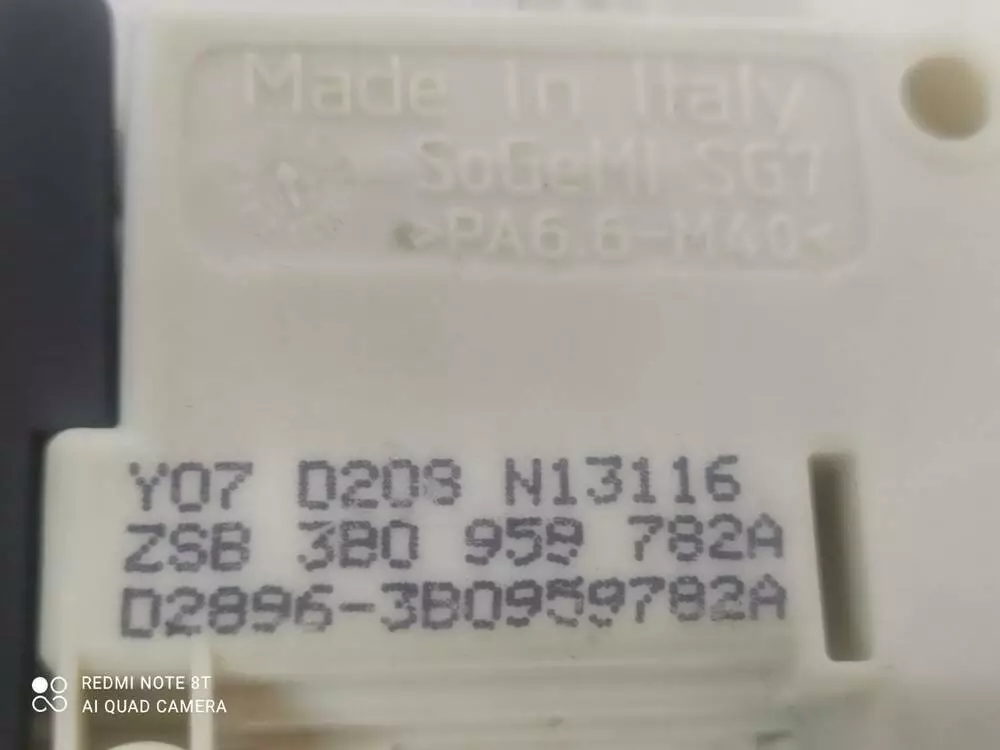 Made In Italy
SoGeMI SG7
>PA6.6-M40<
Y07 D208 N13116
ZSB 3B0 959 782A
D2896-3B0959782A
REDMI NOTE 8T
AI QUAD CAMERA